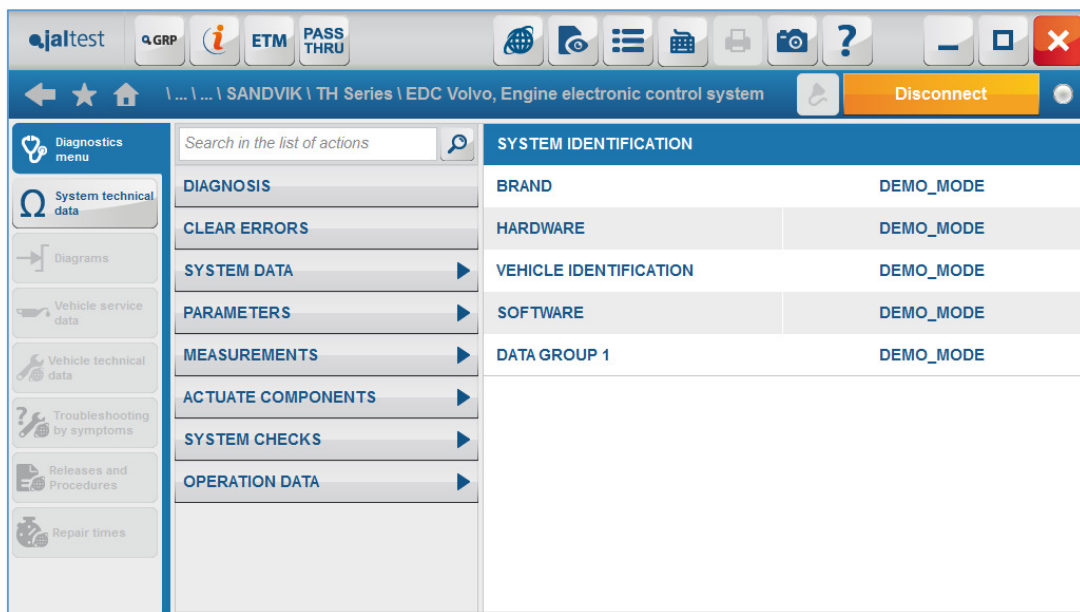 jaltest GRP i ETM PASS THRU ?
\ ... \ ... \ SANDVIK \ TH Series \ EDC Volvo, Engine electronic control system
Disconnect
Diagnostics
menu
System technical
data
Diagrams
Vehicle service
data
Vehicle technical
data
Troubleshooting
by symptoms
Releases and
Procedures
Repair times
Search in the list of actions
DIAGNOSIS
CLEAR ERRORS
SYSTEM DATA
PARAMETERS
MEASUREMENTS
ACTUATE COMPONENTS
SYSTEM CHECKS
OPERATION DATA
SYSTEM IDENTIFICATION
BRAND DEMO_MODE
HARDWARE DEMO_MODE
VEHICLE IDENTIFICATION DEMO_MODE
SOFTWARE DEMO_MODE
DATA GROUP 1 DEMO_MODE